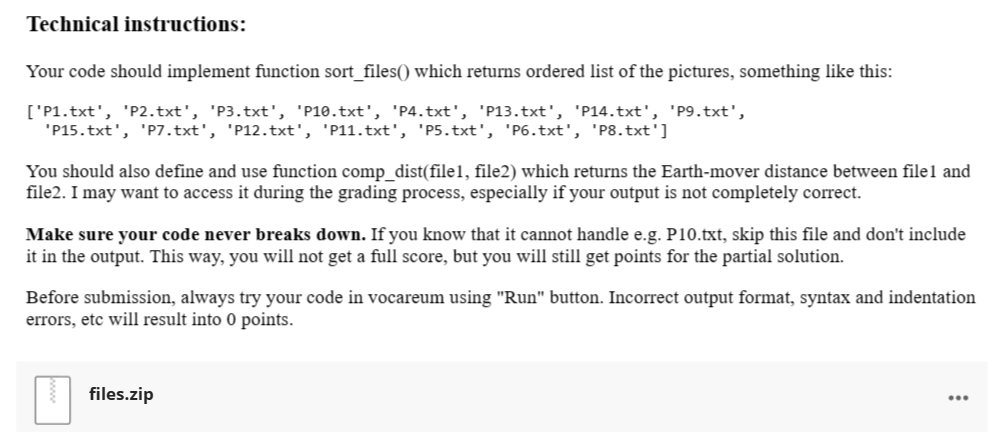 Technical instructions:
Your code should implement function sort_files() which returns ordered list of the pictures, something like this:
['P1.txt', 'P2.txt', 'P3.txt', 'P10.txt', 'P4.txt', 'P13.txt', 'P14.txt', 'P9.txt',
'P15.txt', 'P7.txt', 'P12.txt', 'P11.txt', 'P5.txt', 'P6.txt', 'P8.txt']
You should also define and use function comp_dist(file1, file2) which returns the Earth-mover distance between file1 and
file2. I may want to access it during the grading process, especially if your output is not completely correct.
Make sure your code never breaks down. If you know that it cannot handle e.g. P10.txt, skip this file and don't include
it in the output. This way, you will not get a full score, but you will still get points for the partial solution.
Before submission, always try your code in vocareum using "Run" button. Incorrect output format, syntax and indentation
errors, etc will result into 0 points.
files.zip